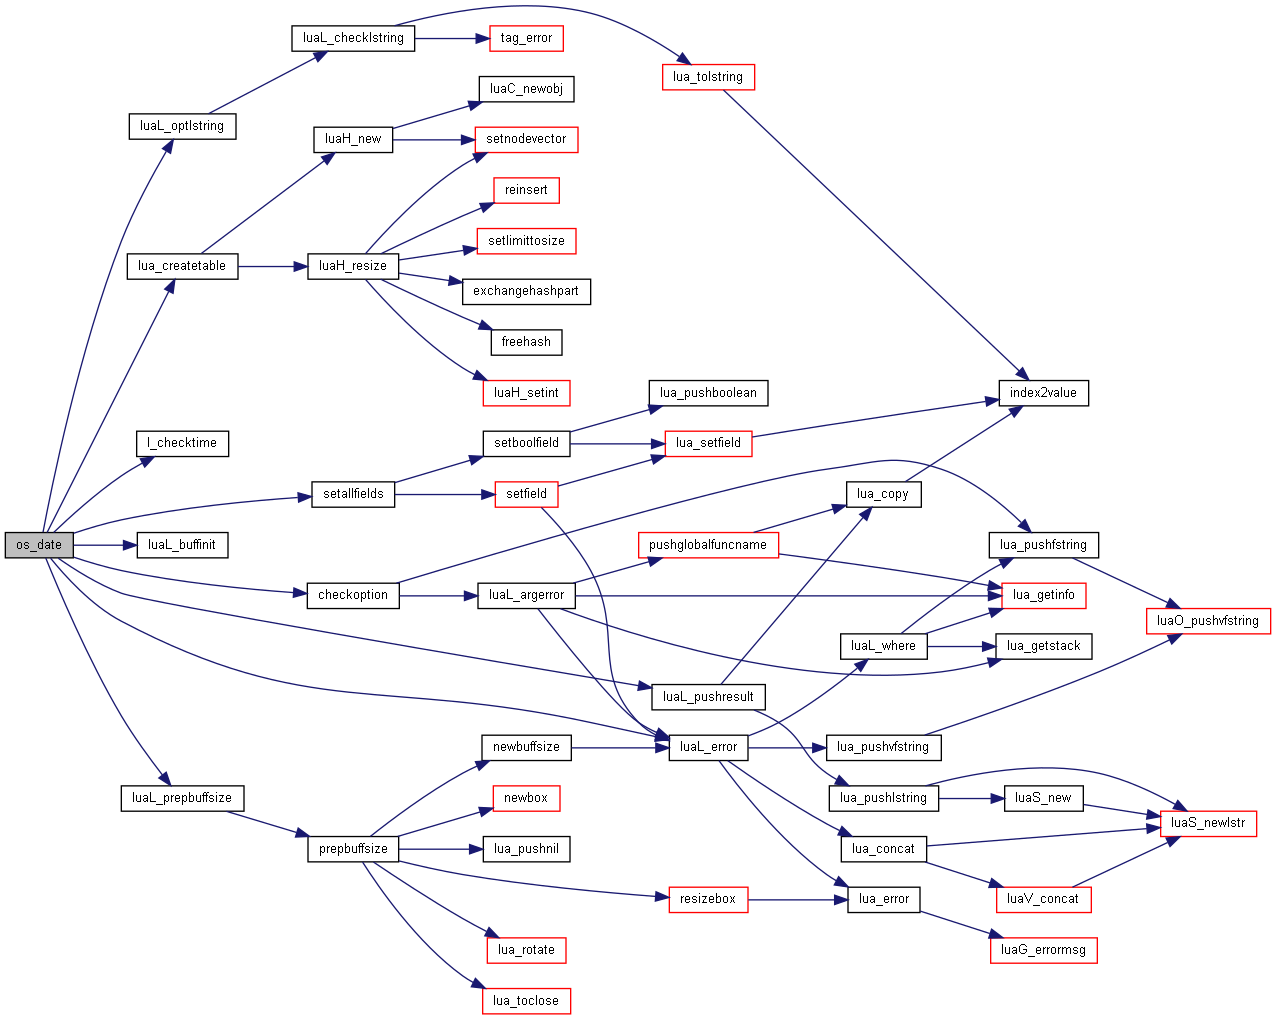 luaL_checklstring
tag_error
lua_tolstring
luaC_newobj
luaL_optlstring
luaH_new
setnodevector
reinsert
setlimittosize
lua_createtable
luaH_resize
exchangehashpart
freehash
luaH_setint
lua_pushboolean
index2value
l_checktime
setboolfield
lua_setfield
setallfields
setfield
lua_copy
os_date
luaL_buffinit
pushglobalfuncname
lua_pushfstring
checkoption
luaL_argerror
lua_getinfo
luaO_pushvfstring
luaL_where
lua_getstack
luaL_pushresult
newbuffsize
luaL_error
lua_pushvfstring
luaL_prepbuffsize
newbox
lua_pushlstring
luaS_new
luaS_newlstr
prepbuffsize
lua_pushnil
lua_concat
resizebox
lua_error
luaV_concat
lua_rotate
luaG_errormsg
lua_toclose